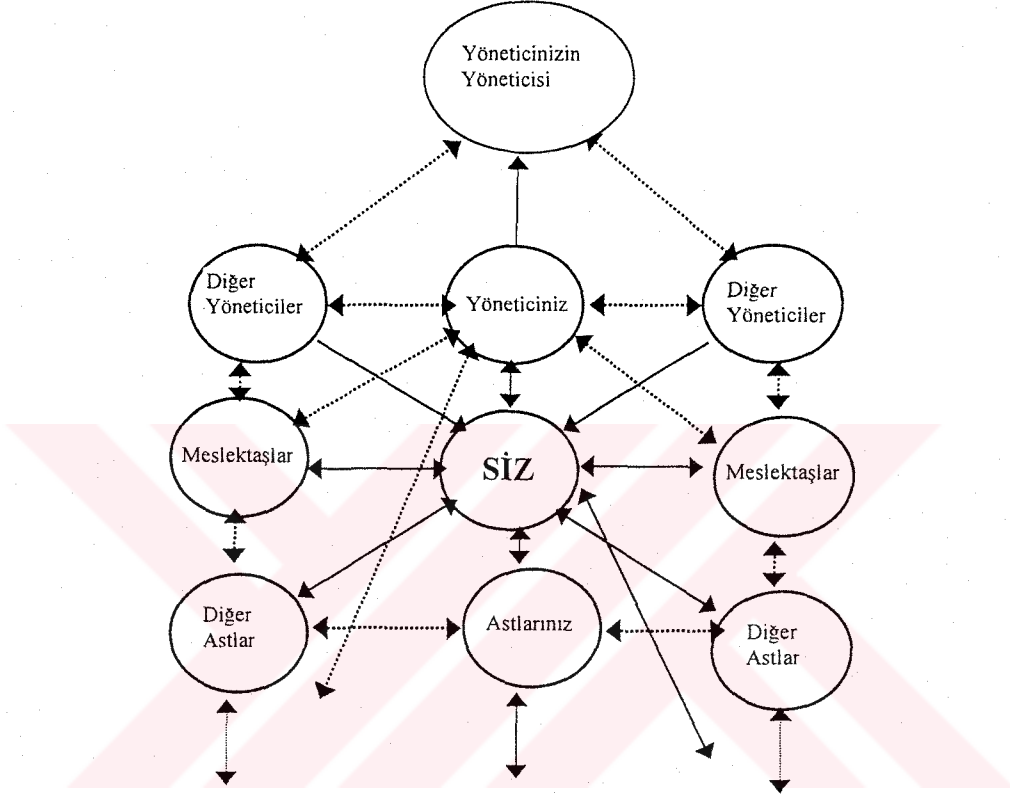 Yöneticinizin
Yöneticisi
Diğer
Yöneticiler
Yöneticiniz
Diğer
Yöneticiler
Meslektaşlar
SİZ
Meslektaşlar
Diğer
Astlar
Astlarınız
Diğer
Astlar